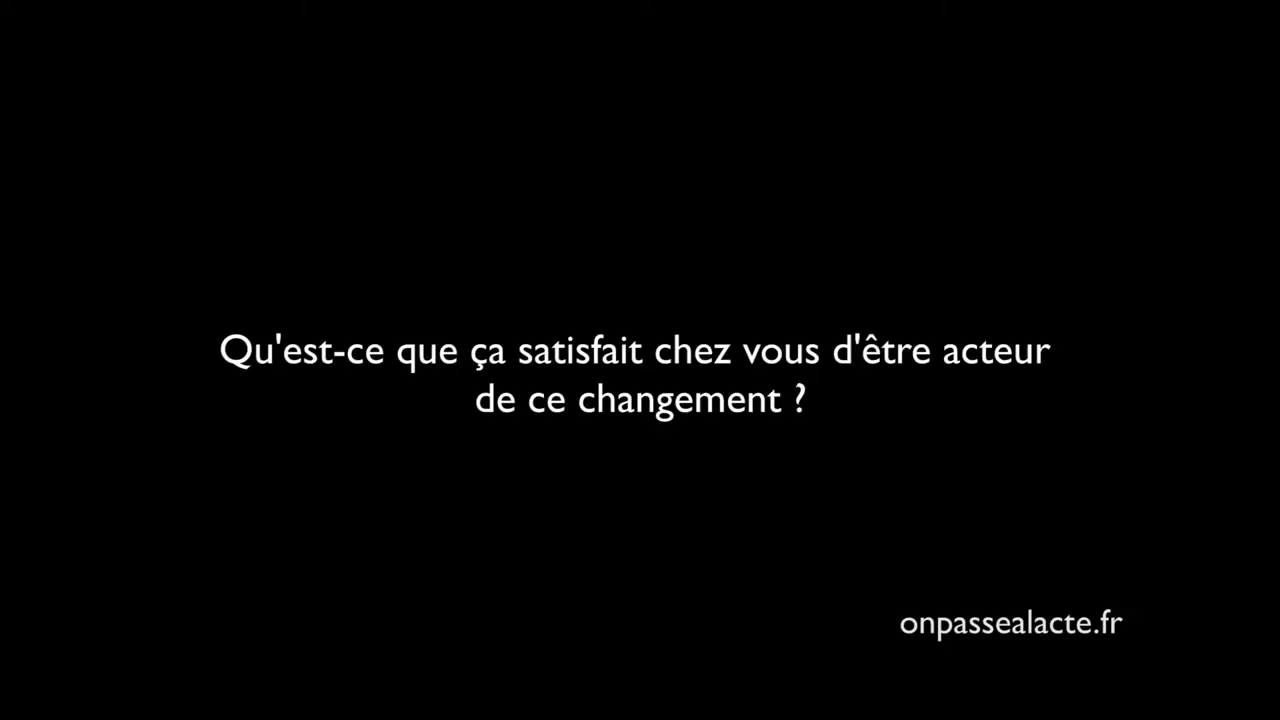 Qu'est-ce que ça satisfait chez vous d'être acteur
de ce changement ?
onpassealacte.fr